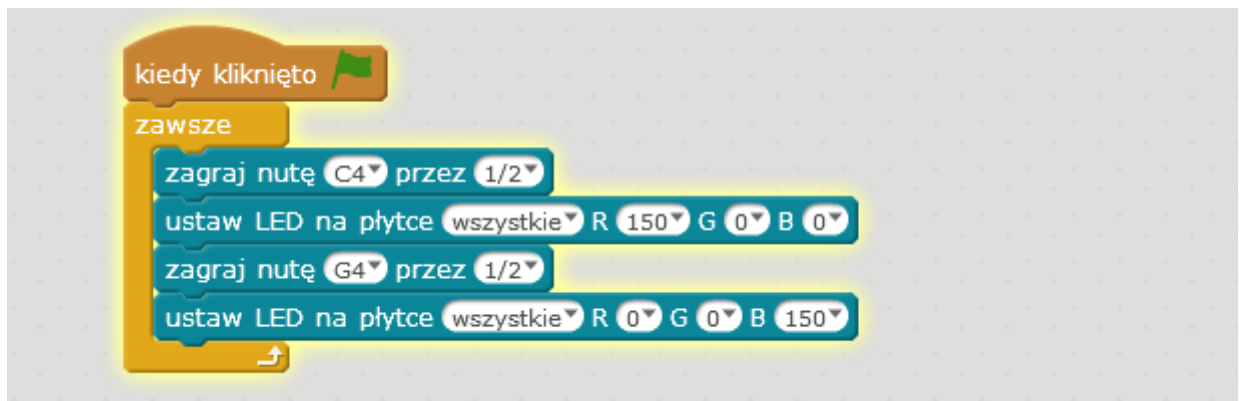 kiedy kliknięto
zawsze
zagraj nutę C4 przez 1/2
ustaw LED na płytce wszystkie R 150 G 0 B 0
zagraj nutę G4 przez 1/2
ustaw LED na płytce wszystkie R 0 G 0 B 150